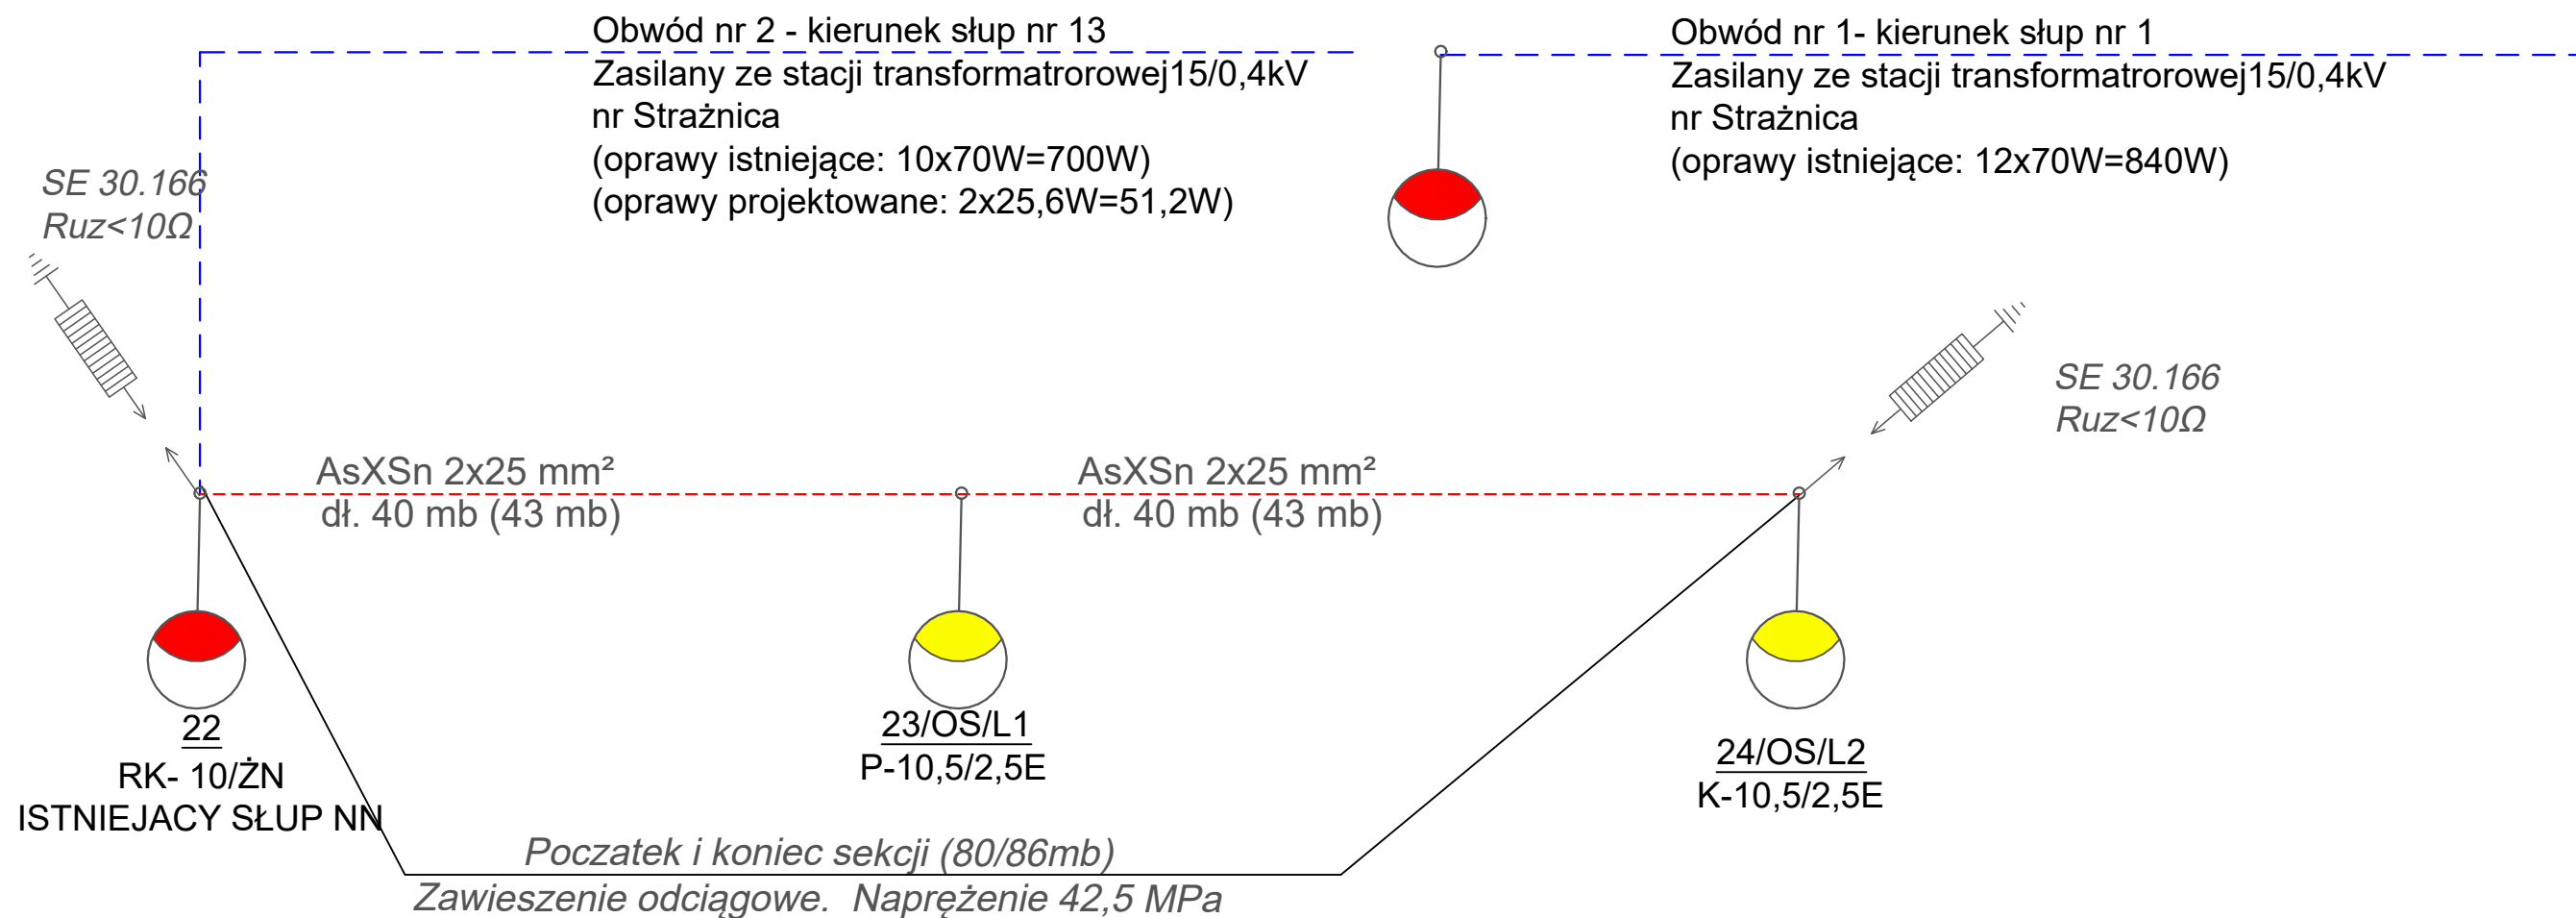 Obwód nr 2 - kierunek słup nr 13
Zasilany ze stacji transformatrorowej15/0,4kV
nr Strażnica
(oprawy istniejące: 10x70W=700W)
(oprawy projektowane: 2x25,6W=51,2W)
Obwód nr 1- kierunek słup nr 1
Zasilany ze stacji transformatrorowej15/0,4kV
nr Strażnica
(oprawy istniejące: 12x70W=840W)
SE 30.166
Ruz<10Ω
SE 30.166
Ruz<10Ω
AsXSn 2x25 mm²
dł. 40 mb (43 mb)
AsXSn 2x25 mm²
dł. 40 mb (43 mb)
22
RK- 10/ŻN
ISTNIEJACY SŁUP NN
23/OS/L1
P-10,5/2,5E
24/OS/L2
K-10,5/2,5E
Poczatek i koniec sekcji (80/86mb)
Zawieszenie odciągowe. Naprężenie 42,5 MPa